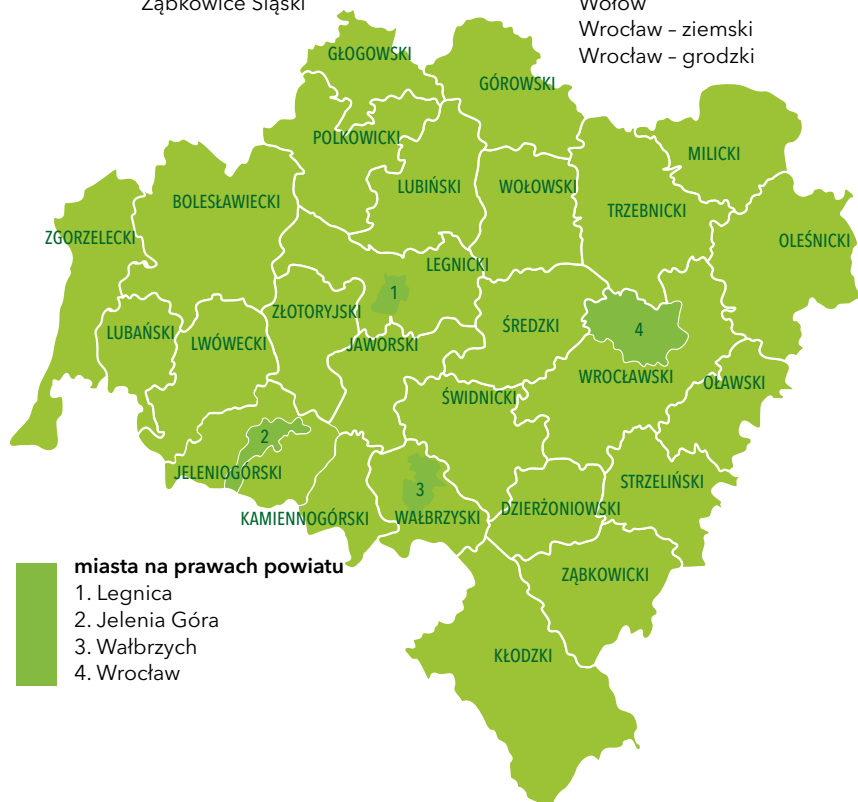 Ząbkowice Śląski
Wołów
Wrocław – ziemski
Wrocław – grodzki
GŁOGOWSKI
GÓROWSKI
POLKOWICKI
MILICKI
LUBIŃSKI
WOŁOWSKI
BOLESŁAWIECKI
TRZEBNICKI
ZGORZELECKI
OLEŚNICKI
LEGNICKI
1
ZŁOTORYJSKI
ŚREDZKI
4
LUBAŃSKI
LWÓWECKI
JAWORSKI
WROCŁAWSKI
OŁAWSKI
ŚWIDNICKI
2
JELENIOGÓRSKI
STRZELIŃSKI
3
DZIERŻONIOWSKI
KAMIENNOGÓRSKI
WAŁBRZYSKI
ZĄBKOWICKI
KŁODZKI
miasta na prawach powiatu
1. Legnica
2. Jelenia Góra
3. Wałbrzych
4. Wrocław